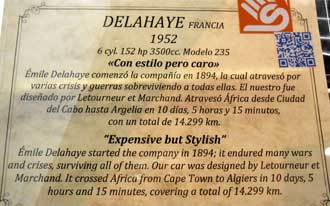 DELAHAYE FRANCIA
1952
6 cyl. 152 hp 3500cc. Modelo 235
«Con estilo pero caro»
Émile Delahaye comenzó la compañía en 1894, la cual atravesó por
varias crisis y guerras sobreviviendo a todas ellas. El nuestro fue
diseñado por Letourneur et Marchand. Atravesó África desde Ciudad
del Cabo hasta Argelia en 10 días, 5 horas y 15 minutos,
con un total de 14.299 km.
“Expensive but Stylish”
Émile Delahaye started the company in 1894; it endured many wars
and crises, surviving all of them. Our car was designed by Letourneur et
Marchand. It crossed Africa from Cape Town to Algiers in 10 days, 5
hours and 15 minutes, covering a total of 14.299 km.